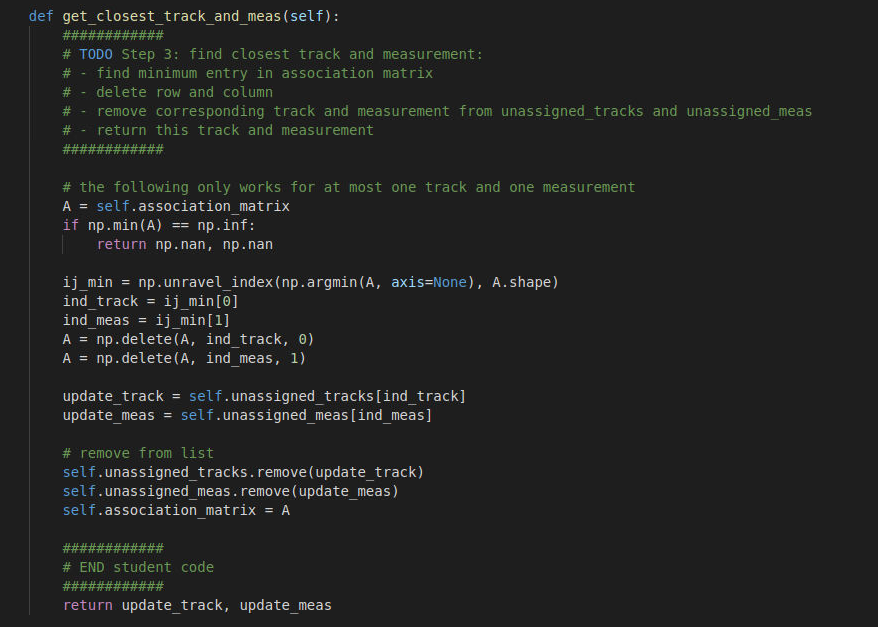 def get_closest_track_and_meas(self):
############
# TODO Step 3: find closest track and measurement:
# - find minimum entry in association matrix
# - delete row and column
# - remove corresponding track and measurement from unassigned_tracks and unassigned_meas
# - return this track and measurement
############
# the following only works for at most one track and one measurement
A = self.association_matrix
if np.min(A) == np.inf:
return np.nan, np.nan
ij_min = np.unravel_index(np.argmin(A, axis=None), A.shape)
ind_track = ij_min[0]
ind_meas = ij_min[1]
A = np.delete(A, ind_track, 0)
A = np.delete(A, ind_meas, 1)
update_track = self.unassigned_tracks[ind_track]
update_meas = self.unassigned_meas[ind_meas]
# remove from list
self.unassigned_tracks.remove(update_track)
self.unassigned_meas.remove(update_meas)
self.association_matrix = A
############
# END student code
############
return update_track, update_meas